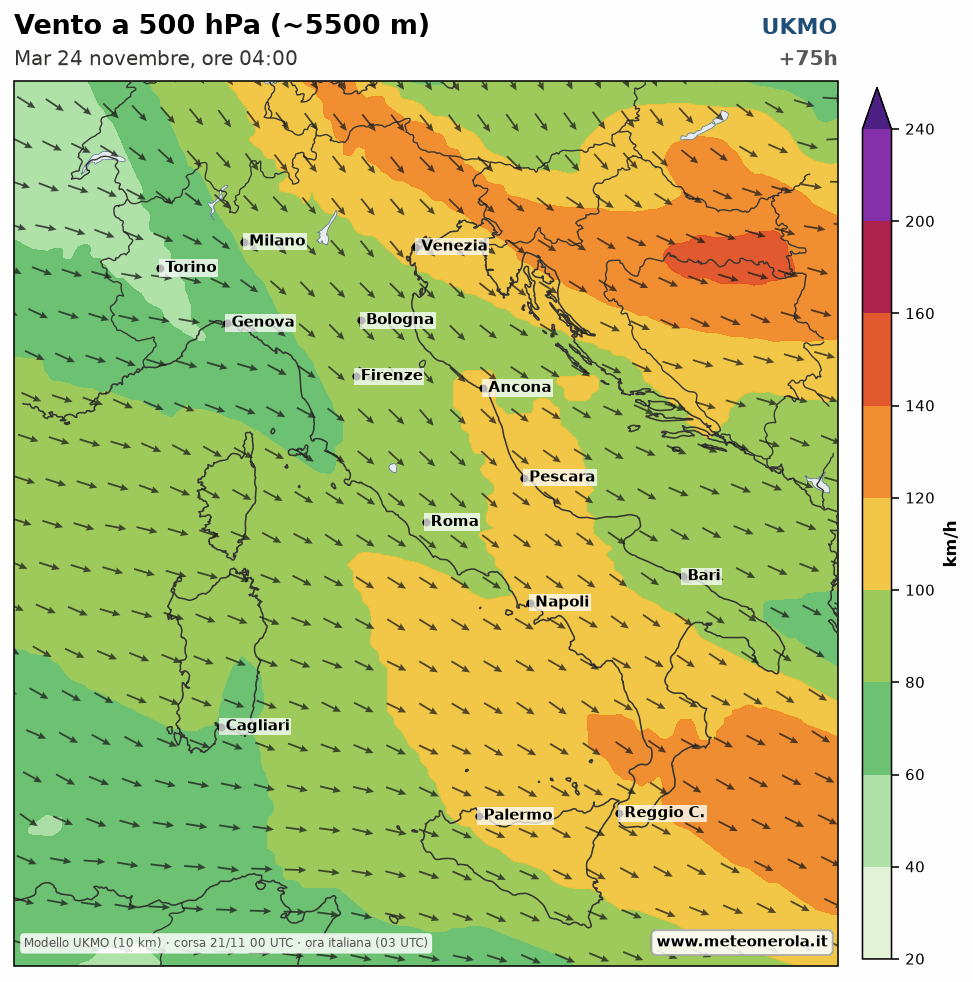 Vento a 500 hPa (~5500 m)
UKMO
Mar 24 novembre, ore 04:00
+75h
240
200
160
140
120
100
80
60
40
20
km/h
Milano
Venezia
Torino
Genova
Bologna
Firenze
Ancona
Pescara
Roma
Bari
Napoli
Cagliari
Palermo
Reggio C.
Modello UKMO (10 km) · corsa 21/11 00 UTC · ora italiana (03 UTC)
www.meteonerola.it